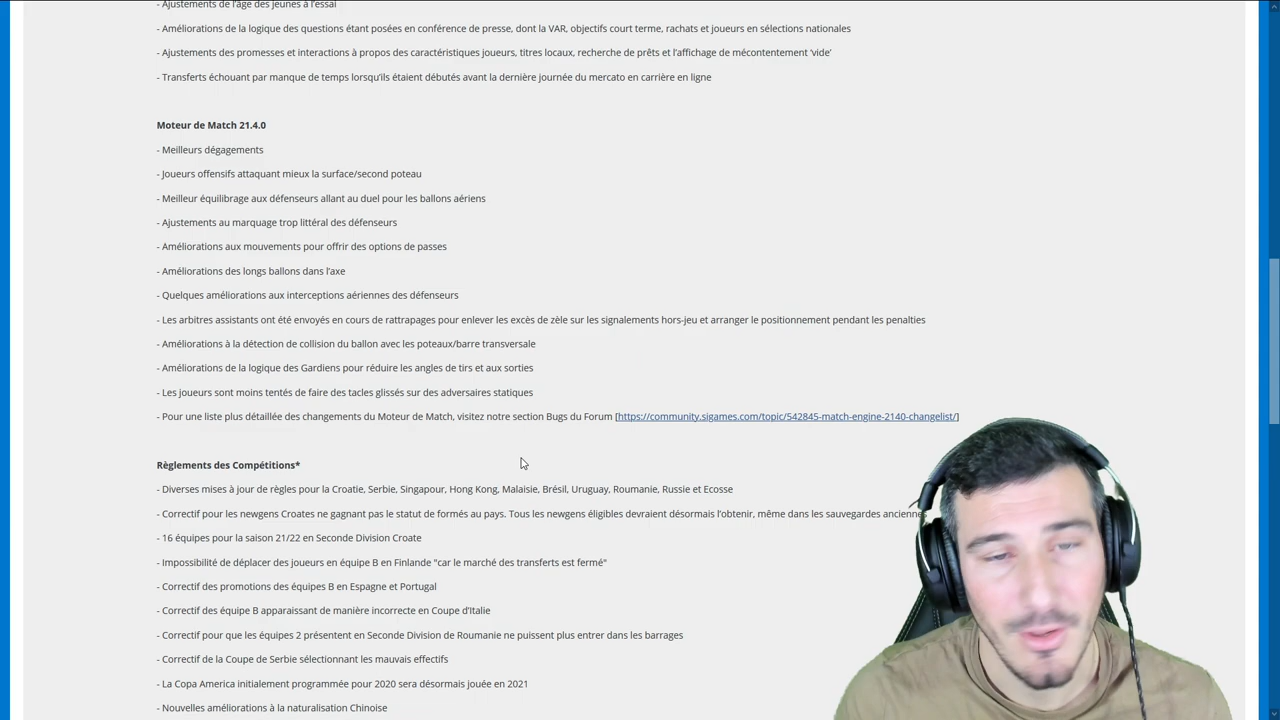 - Ajustements de l'âge des jeunes à l'essai
- Améliorations de la logique des questions étant posées en conférence de presse, dont la VAR, objectifs court terme, rachats et joueurs en sélections nationales
- Ajustements des promesses et interactions à propos des caractéristiques joueurs, titres locaux, recherche de prêts et l'affichage de mécontentement 'vide'
- Transferts échouant par manque de temps lorsqu'ils étaient débutés avant la dernière journée du mercato en carrière en ligne
Moteur de Match 21.4.0
- Meilleurs dégagements
- Joueurs offensifs attaquant mieux la surface/second poteau
- Meilleur équilibrage aux défenseurs allant au duel pour les ballons aériens
- Ajustements au marquage trop littéral des défenseurs
- Améliorations aux mouvements pour offrir des options de passes
- Améliorations des longs ballons dans l'axe
- Quelques améliorations aux interceptions aériennes des défenseurs
- Les arbitres assistants ont été envoyés en cours de rattrapages pour enlever les excès de zèle sur les signalements hors-jeu et arranger le positionnement pendant les penalties
- Améliorations à la détection de collision du ballon avec les poteaux/barre transversale
- Améliorations de la logique des Gardiens pour réduire les angles de tirs et aux sorties
- Les joueurs sont moins tentés de faire des tacles glissés sur des adversaires statiques
- Pour une liste plus détaillée des changements du Moteur de Match, visitez notre section Bugs du Forum [https://community.sigames.com/topic/542845-match-engine-2140-changelist/]
Règlements des Compétitions*
- Diverses mises à jour de règles pour la Croatie, Serbie, Singapour, Hong Kong, Malaisie, Brésil, Uruguay, Roumanie, Russie et Ecosse
- Correctif pour les newgens Croates ne gagnant pas le statut de formés au pays. Tous les newgens éligibles devraient désormais l'obtenir, même dans les sauvegardes anciennes
- 16 équipes pour la saison 21/22 en Seconde Division Croate
- Impossibilité de déplacer des joueurs en équipe B en Finlande "car le marché des transferts est fermé"
- Correctif des promotions des équipes B en Espagne et Portugal
- Correctif des équipe B apparaissant de manière incorrecte en Coupe d'Italie
- Correctif pour que les équipes 2 présentent en Seconde Division de Roumanie ne puissent plus entrer dans les barrages
- Correctif de la Coupe de Serbie sélectionnant les mauvais effectifs
- La Copa America initialement programmée pour 2020 sera désormais jouée en 2021
- Nouvelles améliorations à la naturalisation Chinoise